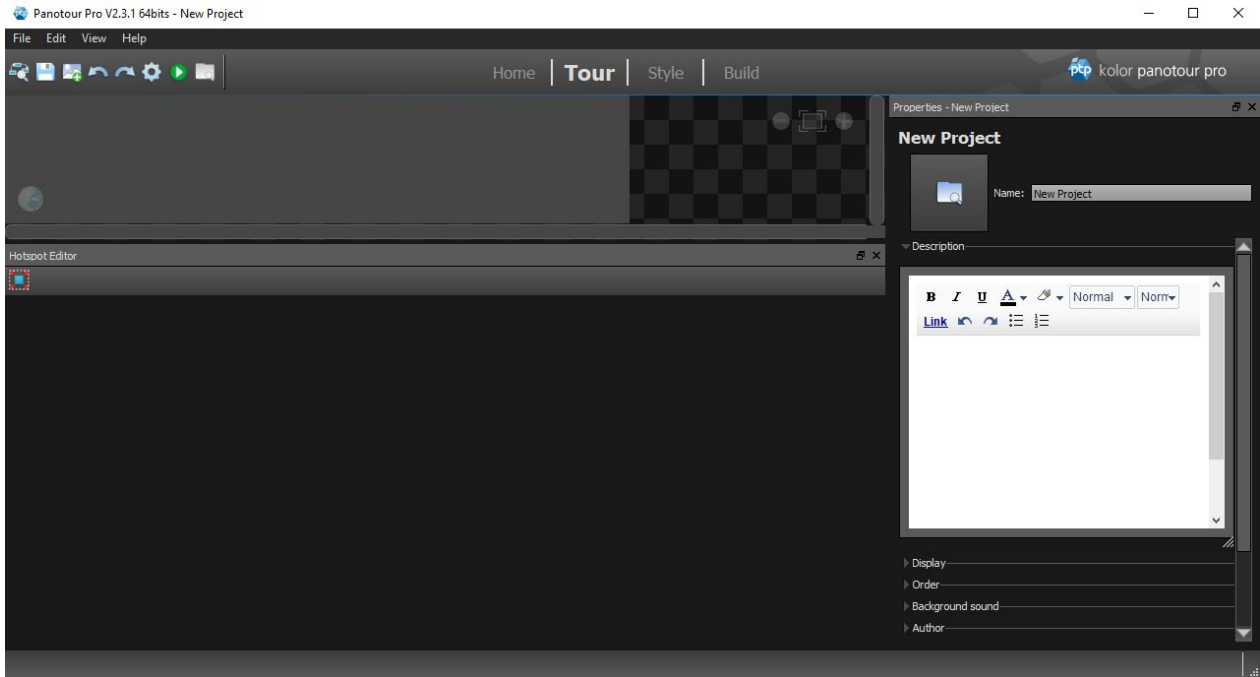 Panotour Pro V2.3.1 64bits - New Project
File Edit View Help
Home Tour Style Build
ptp kolor panotour pro
Properties - New Project
New Project
Name: New Project
Description
Hotspot Editor
B I U A Normal Norm
Link
Display
Order
Background sound
Author